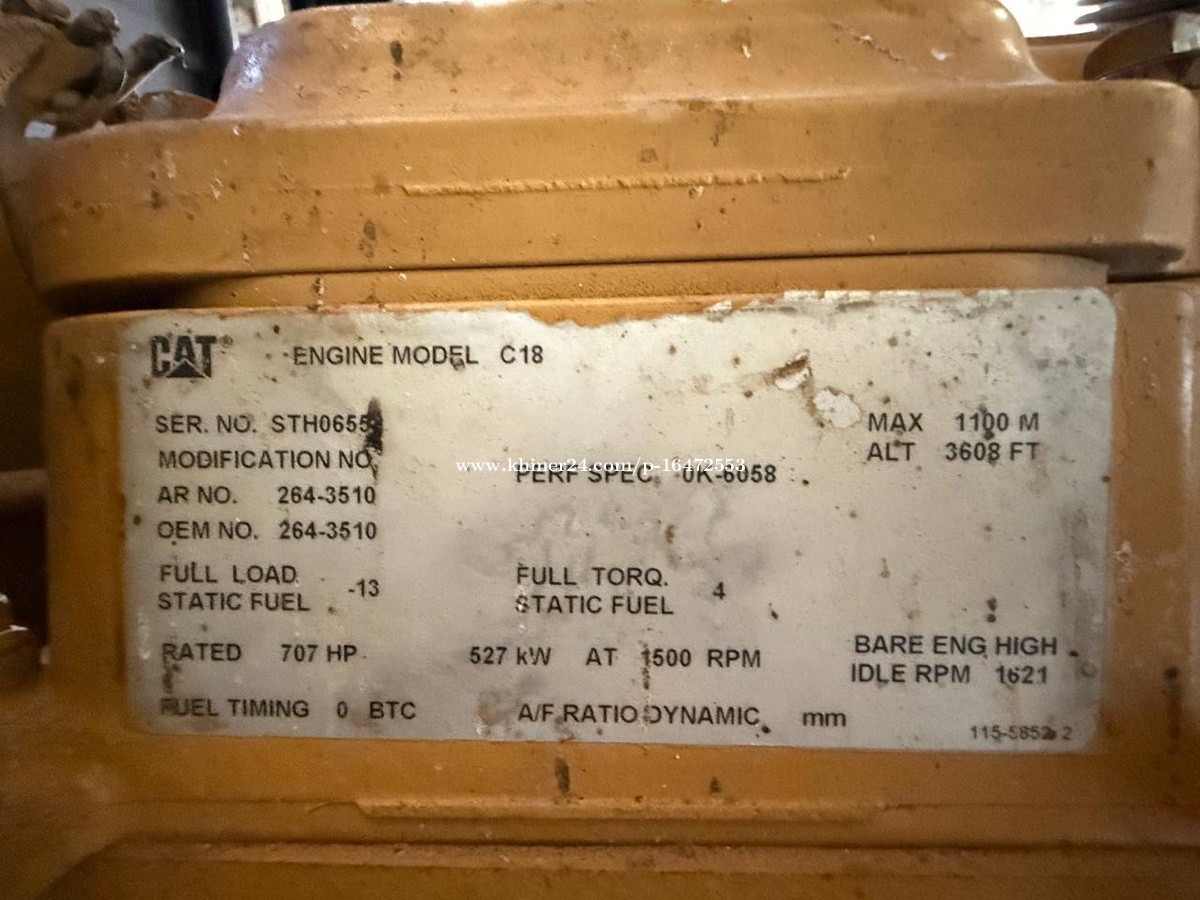 CAT® ENGINE MODEL C18
SER. NO.
MODIFICATION NO.
AR NO. 264-3510
OEM NO. 264-3510
MAX 1100 M
ALT 3608 FT
www.khmer24.com/p-16472553
PERF SPEC 0K-6058
FULL LOAD
STATIC FUEL -13
FULL TORQ.
STATIC FUEL 4
RATED 707 HP 527 kW AT 1500 RPM
BARE ENG HIGH
IDLE RPM 1621
FUEL TIMING 0 BTC
A/F RATIO DYNAMIC mm